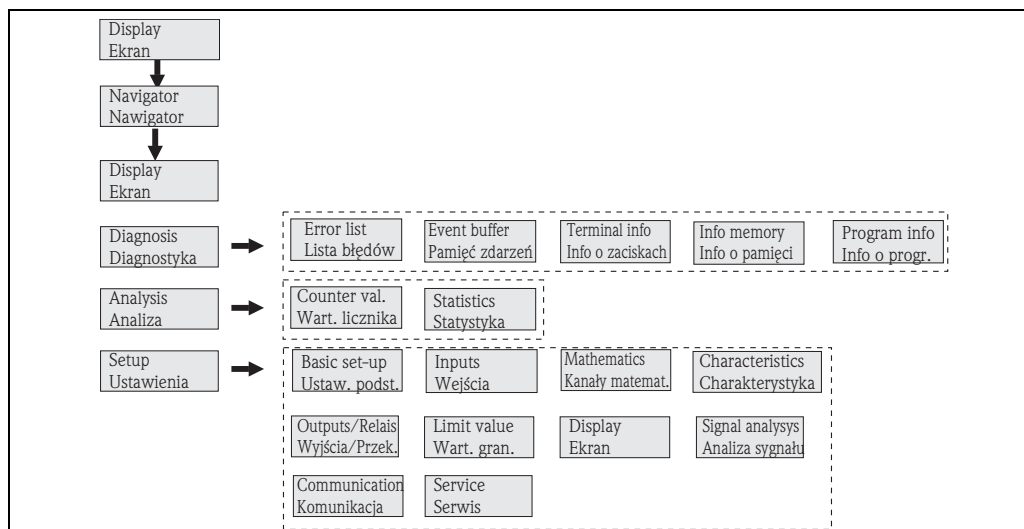 Display
Ekran
Navigator
Nawigator
Display
Ekran
Diagnosis
Diagnostyka
Error list
Lista błędów
Event buffer
Pamięć zdarzeń
Terminal info
Info o zaciskach
Info memory
Info o pamięci
Program info
Info o progr.
Analysis
Analiza
Counter val.
Wart. licznika
Statistics
Statystyka
Setup
Ustawienia
Basic set-up
Ustaw. podst.
Inputs
Wejścia
Mathematics
Kanały matemat.
Characteristics
Charakterystyka
Outputs/Relais
Wyjścia/Przek.
Limit value
Wart. gran.
Display
Ekran
Signal analysys
Analiza sygnału
Communication
Komunikacja
Service
Serwis